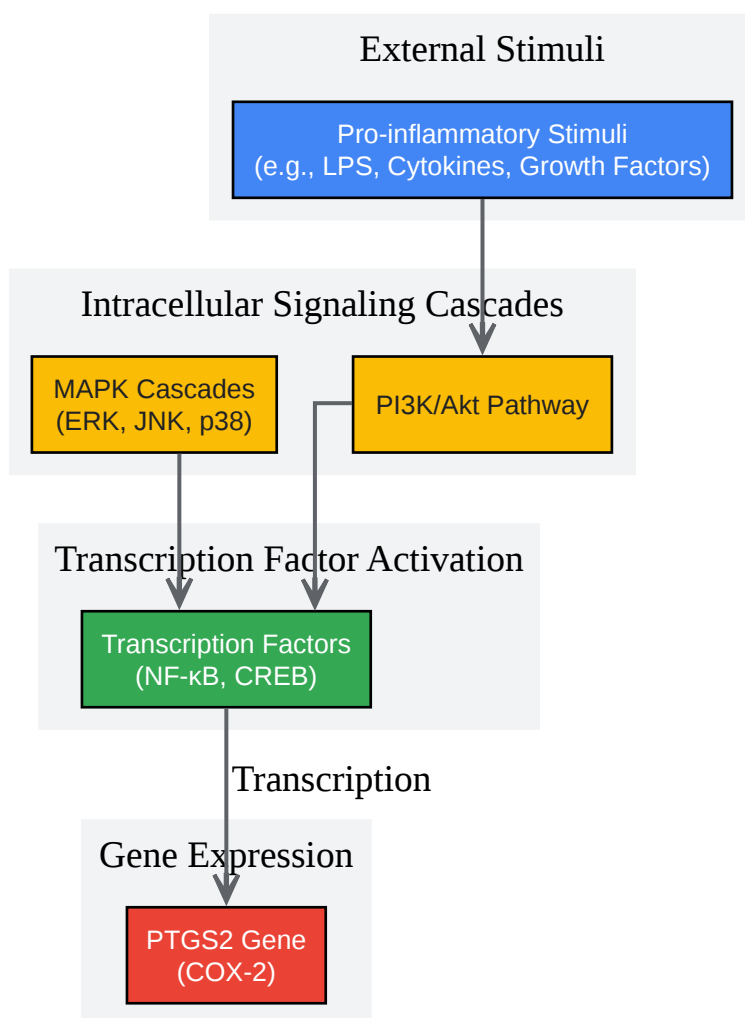 External Stimuli
Pro-inflammatory Stimuli
(e.g., LPS, Cytokines, Growth Factors)
Intracellular Signaling Cascades
MAPK Cascades
(ERK, JNK, p38)
PI3K/Akt Pathway
Transcription Factor Activation
Transcription Factors
(NF-κB, CREB)
Transcription
Gene Expression
PTGS2 Gene
(COX-2)